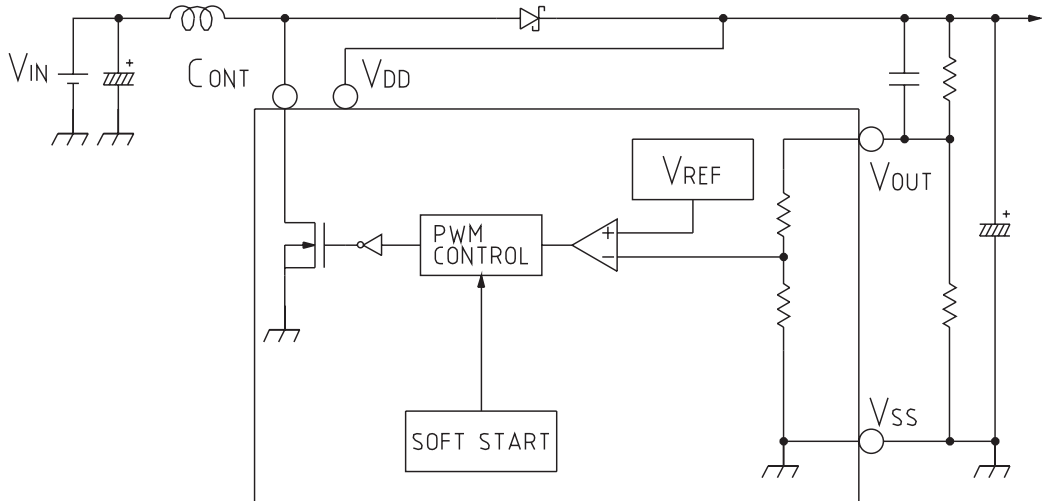 VIN
+
CONT
VDD
VREF
VOUT
+
PWM
CONTROL
+
−
VSS
SOFT START